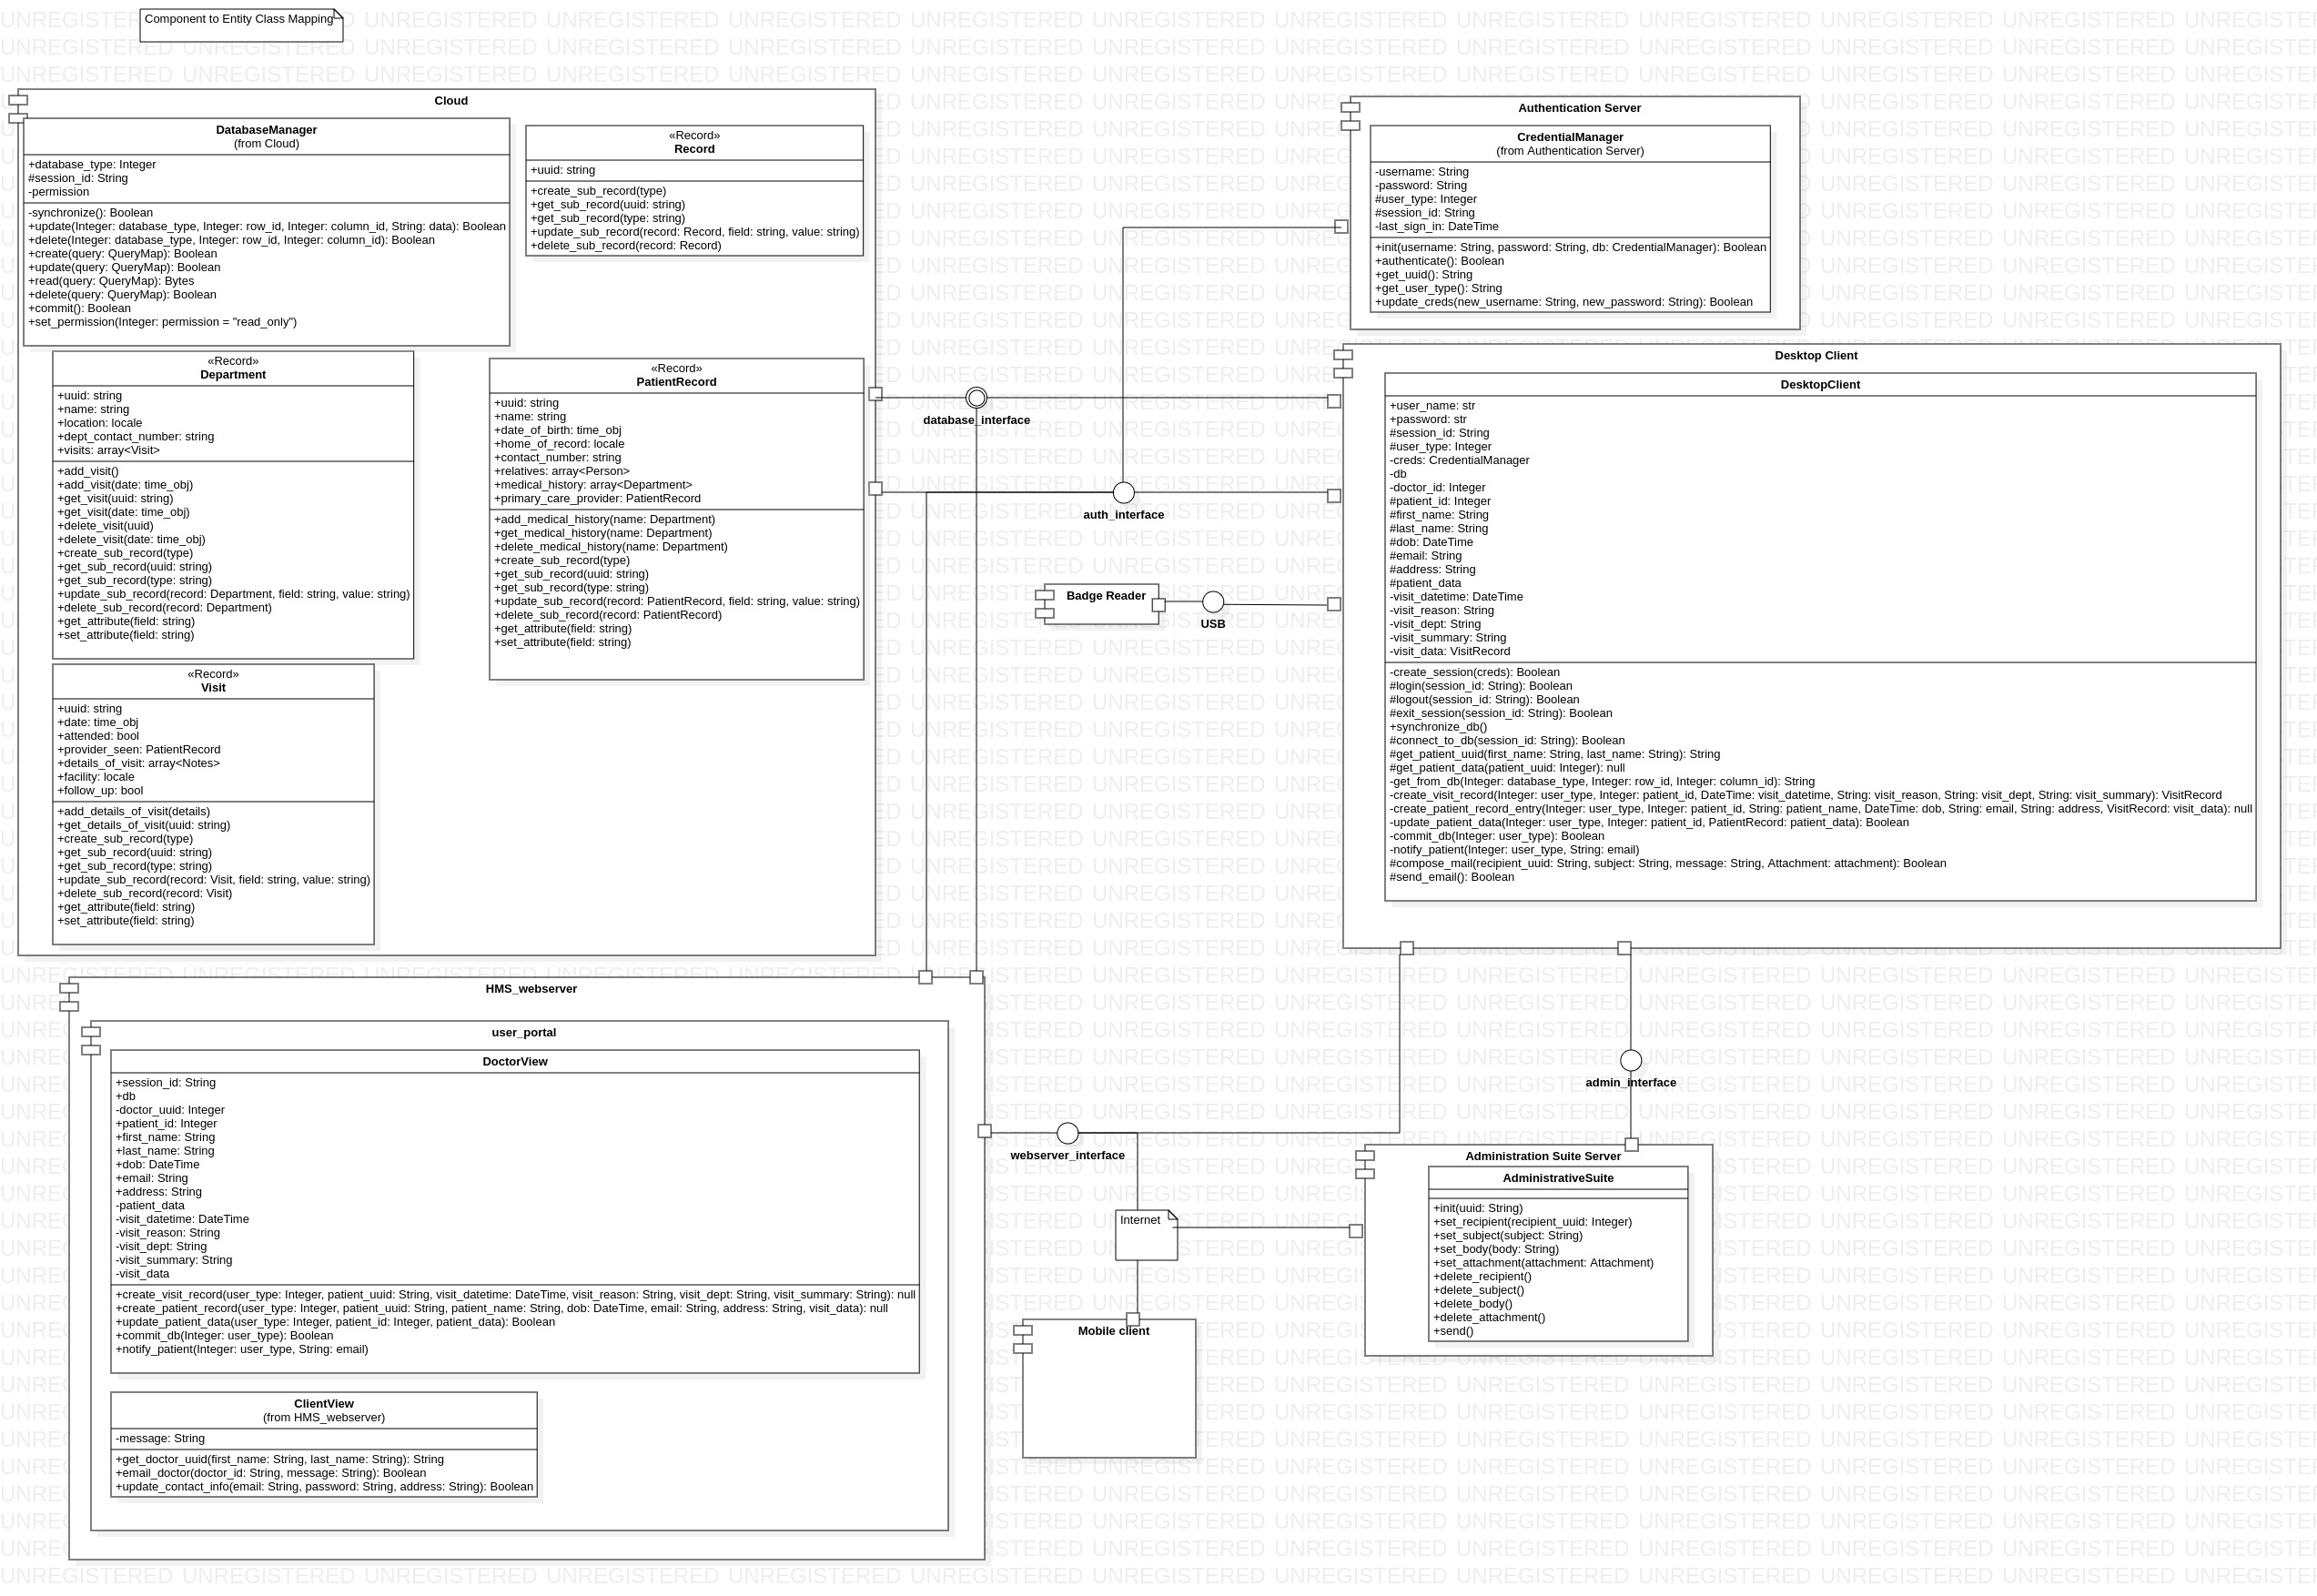 Component to Entity Class Mapping
Cloud
DatabaseManager
(from Cloud)
+database_type: Integer
#session_id: String
-permission
-synchronize(): Boolean
+update(Integer: database_type, Integer: row_id, Integer: column_id, String: data): Boolean
+delete(Integer: database_type, Integer: row_id, Integer: column_id): Boolean
+create(query: QueryMap): Boolean
+update(query: QueryMap): Boolean
+read(query: QueryMap): Bytes
+delete(query: QueryMap): Boolean
+commit(): Boolean
+set_permission(Integer: permission = "read_only")
«Record»
Record
+uuid: string
+create_sub_record(type)
+get_sub_record(uuid: string)
+get_sub_record(type: string)
+update_sub_record(record: Record, field: string, value: string)
+delete_sub_record(record: Record)
«Record»
Department
+uuid: string
+name: string
+location: locale
+dept_contact_number: string
+visits: array<Visit>
+add_visit()
+add_visit(date: time_obj)
+get_visit(uuid: string)
+get_visit(date: time_obj)
+delete_visit(uuid)
+delete_visit(date: time_obj)
+create_sub_record(type)
+get_sub_record(uuid: string)
+get_sub_record(type: string)
+update_sub_record(record: Department, field: string, value: string)
+delete_sub_record(record: Department)
+get_attribute(field: string)
+set_attribute(field: string)
«Record»
PatientRecord
+uuid: string
+name: string
+date_of_birth: time_obj
+home_of_record: locale
+contact_number: string
+relatives: array<Person>
+medical_history: array<Department>
+primary_care_provider: PatientRecord
+add_medical_history(name: Department)
+get_medical_history(name: Department)
+delete_medical_history(name: Department)
+create_sub_record(type)
+get_sub_record(uuid: string)
+get_sub_record(type: string)
+update_sub_record(record: PatientRecord, field: string, value: string)
+delete_sub_record(record: PatientRecord)
+get_attribute(field: string)
+set_attribute(field: string)
«Record»
Visit
+uuid: string
+date: time_obj
+attended: bool
+provider_seen: PatientRecord
+details_of_visit: array<Notes>
+facility: locale
+follow_up: bool
+add_details_of_visit(details)
+get_details_of_visit(uuid: string)
+create_sub_record(type)
+get_sub_record(uuid: string)
+get_sub_record(type: string)
+update_sub_record(record: Visit, field: string, value: string)
+delete_sub_record(record: Visit)
+get_attribute(field: string)
+set_attribute(field: string)
database_interface
auth_interface
Badge Reader
USB
Authentication Server
CredentialManager
(from Authentication Server)
-username: String
-password: String
#user_type: Integer
#session_id: String
-last_sign_in: DateTime
+init(username: String, password: String, db: CredentialManager): Boolean
+authenticate(): Boolean
+get_uuid(): String
+get_user_type(): String
+update_creds(new_username: String, new_password: String): Boolean
Desktop Client
DesktopClient
+user_name: str
+password: str
#session_id: String
#user_type: Integer
-creds: CredentialManager
-db
-doctor_id: Integer
#patient_id: Integer
#first_name: String
#last_name: String
#dob: DateTime
#email: String
#address: String
#patient_data
-visit_datetime: DateTime
-visit_reason: String
-visit_dept: String
-visit_summary: String
-visit_data: VisitRecord
-create_session(creds): Boolean
#login(session_id: String): Boolean
#logout(session_id: String): Boolean
#exit_session(session_id: String): Boolean
+synchronize_db()
#connect_to_db(session_id: String): Boolean
#get_patient_uuid(first_name: String, last_name: String): String
#get_patient_data(patient_uuid: Integer): null
-get_from_db(Integer: database_type, Integer: row_id, Integer: column_id): String
-create_visit_record(Integer: user_type, Integer: patient_id, DateTime: visit_datetime, String: visit_reason, String: visit_dept, String: visit_summary): VisitRecord
-create_patient_record_entry(Integer: user_type, Integer: patient_id, String: patient_name, DateTime: dob, String: email, String: address, VisitRecord: visit_data): null
-update_patient_data(Integer: user_type, Integer: patient_id, PatientRecord: patient_data): Boolean
-commit_db(Integer: user_type): Boolean
-notify_patient(Integer: user_type, String: email)
#compose_mail(recipient_uuid: String, subject: String, message: String, Attachment: attachment): Boolean
#send_email(): Boolean
HMS_webserver
user_portal
DoctorView
+session_id: String
+db
-doctor_uuid: Integer
+patient_id: Integer
+first_name: String
+last_name: String
+dob: DateTime
+email: String
+address: String
-patient_data
-visit_datetime: DateTime
-visit_reason: String
-visit_dept: String
-visit_summary: String
-visit_data
+create_visit_record(user_type: Integer, patient_uuid: String, visit_datetime: DateTime, visit_reason: String, visit_dept: String, visit_summary: String): null
+create_patient_record(user_type: Integer, patient_uuid: String, patient_name: String, dob: DateTime, email: String, address: String, visit_data): null
+update_patient_data(user_type: Integer, patient_id: Integer, patient_data): Boolean
+commit_db(Integer: user_type): Boolean
+notify_patient(Integer: user_type, String: email)
ClientView
(from HMS_webserver)
-message: String
+get_doctor_uuid(first_name: String, last_name: String): String
+email_doctor(doctor_id: String, message: String): Boolean
+update_contact_info(email: String, password: String, address: String): Boolean
webserver_interface
admin_interface
Internet
Mobile client
Administration Suite Server
AdministrativeSuite
+init(uuid: String)
+set_recipient(recipient_uuid: Integer)
+set_subject(subject: String)
+set_body(body: String)
+set_attachment(attachment: Attachment)
+delete_recipient()
+delete_subject()
+delete_body()
+delete_attachment()
+send()
UNREGISTERED